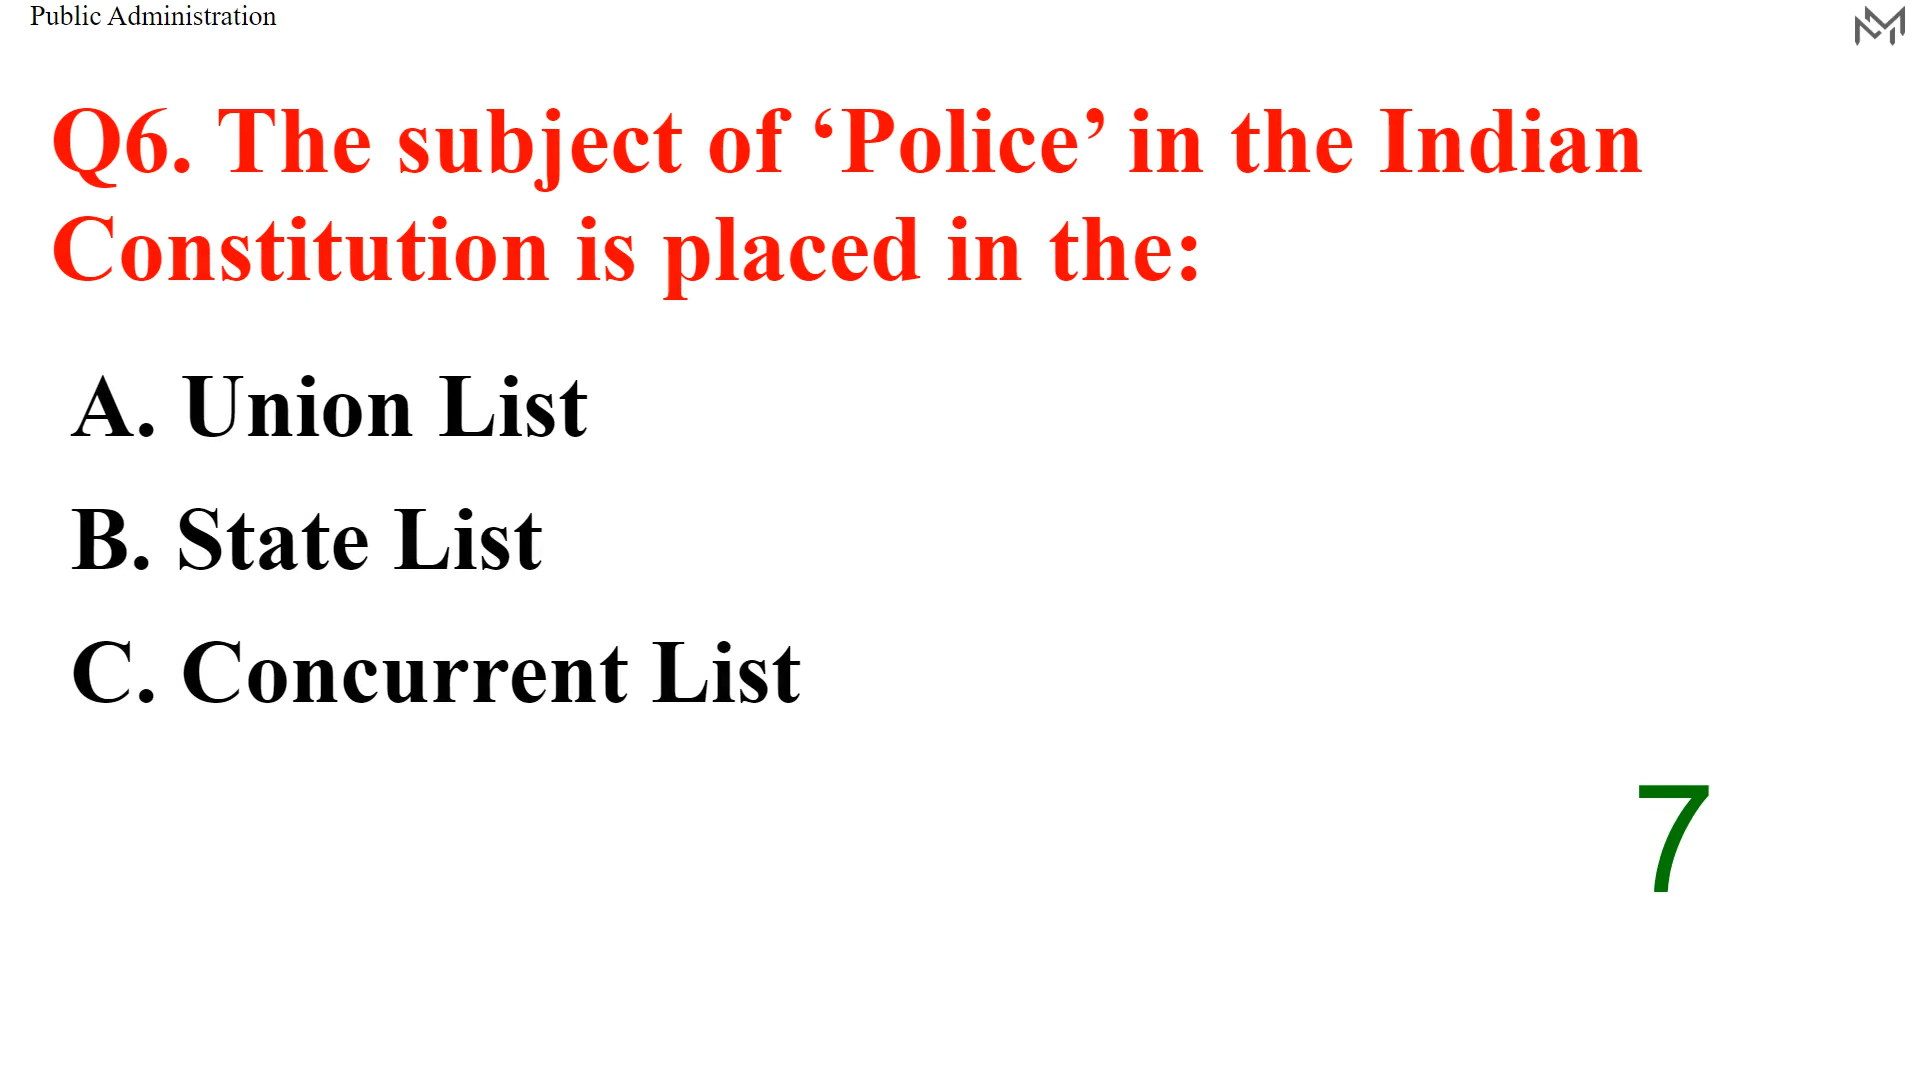 Public Administration
Q6. The subject of ‘Police’ in the Indian
Constitution is placed in the:
A. Union List
B. State List
C. Concurrent List
7